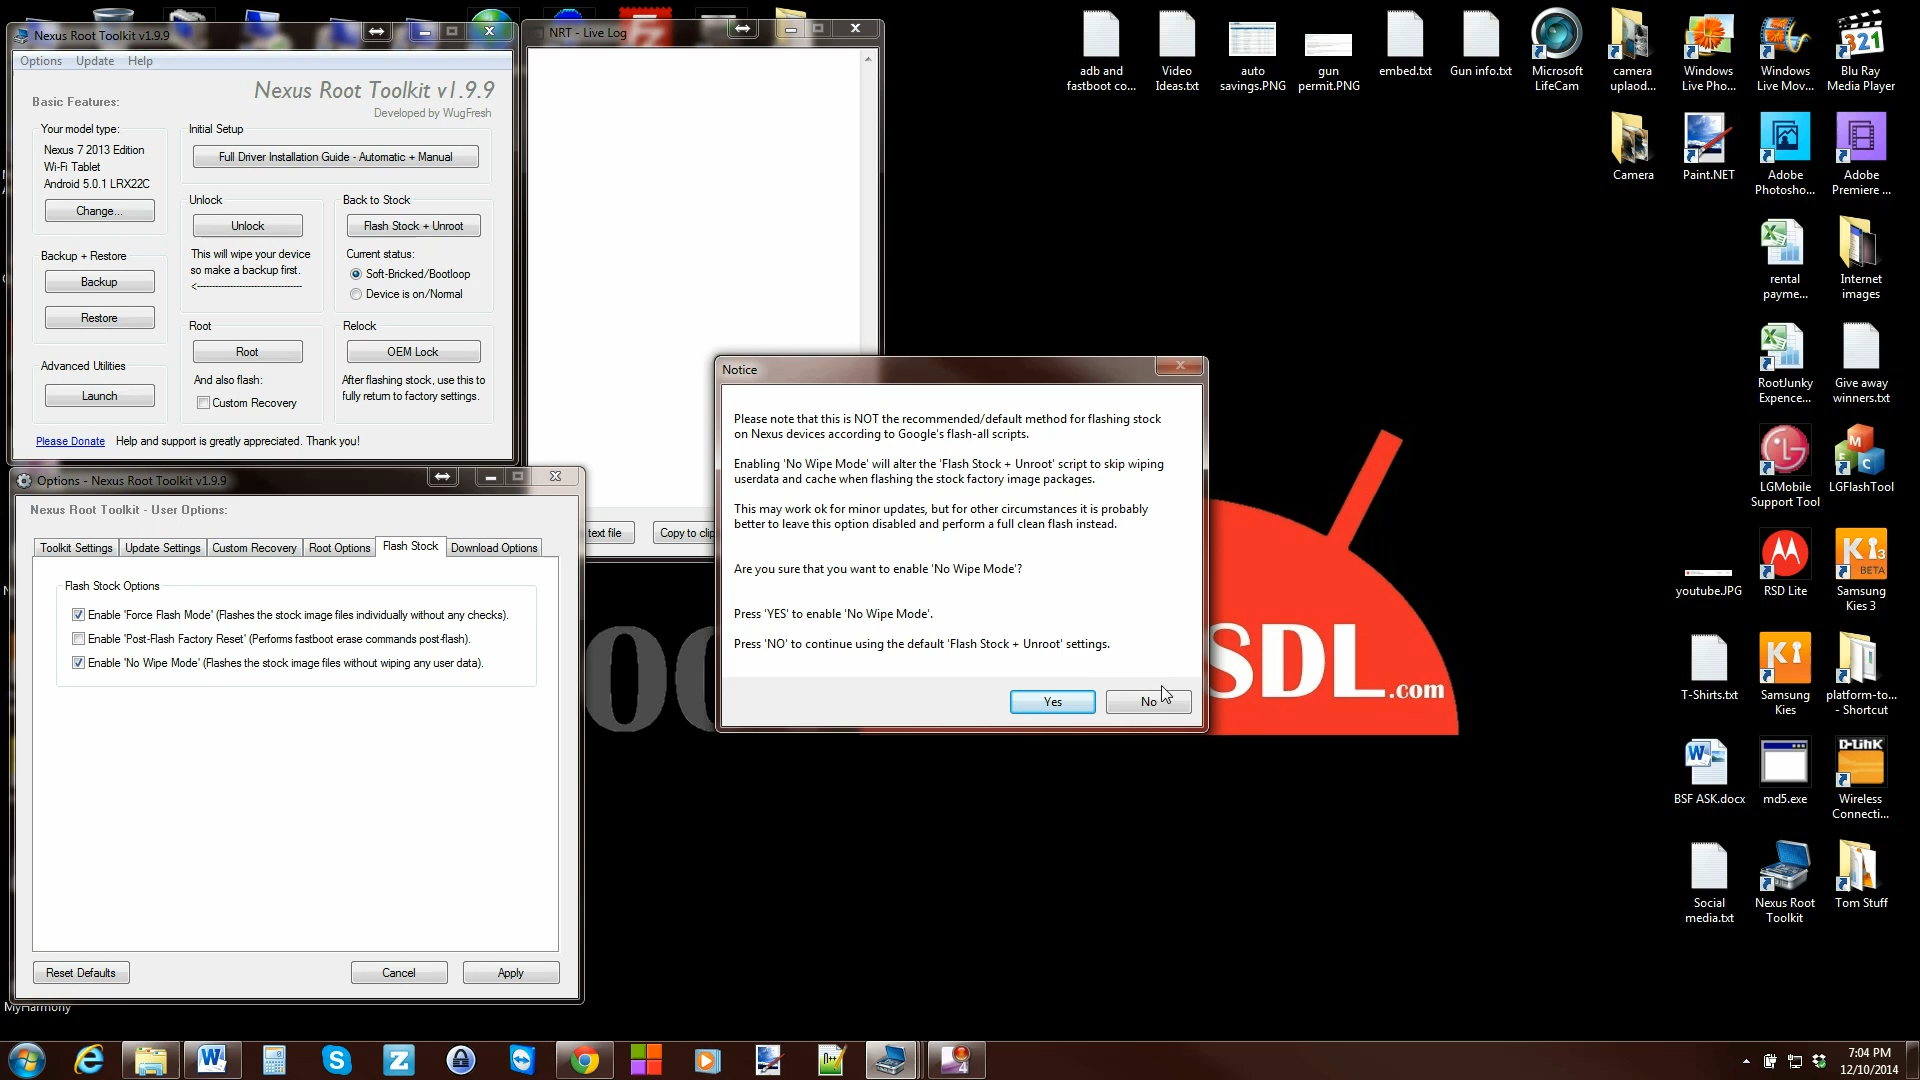 Nexus Root Toolkit v1.9.9
Options Update Help
Nexus Root Toolkit v1.9.9
Developed by WugFresh
Basic Features:
Your model type:
Nexus 7 2013 Edition
Wi-Fi Tablet
Android 5.0.1 LRX22C
Change...
Initial Setup
Full Driver Installation Guide - Automatic + Manual
Unlock
Unlock
This will wipe your device
so make a backup first.
<-----------------------------------
Back to Stock
Flash Stock + Unroot
Current status:
Soft-Bricked/Bootloop
Device is on/Normal
Backup + Restore
Backup
Restore
Root
Root
And also flash:
Custom Recovery
Relock
OEM Lock
After flashing stock, use this to
fully return to factory settings.
Advanced Utilities
Launch
Please Donate Help and support is greatly appreciated. Thank you!
NRT - Live Log
text file
Copy to clip
Options - Nexus Root Toolkit v1.9.9
Nexus Root Toolkit - User Options:
Toolkit Settings Update Settings Custom Recovery Root Options Flash Stock Download Options
Flash Stock Options
Enable 'Force Flash Mode' (Flashes the stock image files individually without any checks).
Enable 'Post-Flash Factory Reset' (Performs fastboot erase commands post-flash).
Enable 'No Wipe Mode' (Flashes the stock image files without wiping any user data).
Reset Defaults
Cancel
Apply
Notice
Please note that this is NOT the recommended/default method for flashing stock
on Nexus devices according to Google's flash-all scripts.
Enabling 'No Wipe Mode' will alter the 'Flash Stock + Unroot' script to skip wiping
userdata and cache when flashing the stock factory image packages.
This may work ok for minor updates, but for other circumstances it is probably
better to leave this option disabled and perform a full clean flash instead.
Are you sure that you want to enable 'No Wipe Mode'?
Press 'YES' to enable 'No Wipe Mode'.
Press 'NO' to continue using the default 'Flash Stock + Unroot' settings.
Yes
No
SDL.com
adb and
fastboot co...
Video
Ideas.txt
auto
savings.PNG
gun
permit.PNG
embed.txt
Gun info.txt
Microsoft
LifeCam
camera
uplaod...
Windows
Live Pho...
Windows
Live Mov...
321
Blu Ray
Media Player
Camera
Paint.NET
Adobe
Photosho...
Adobe
Premiere ...
rental
payme...
Internet
images
RootJunky
Expence...
Give away
winners.txt
LGMobile
Support Tool
LGFlashTool
youtube.JPG
RSD Lite
Ki3
BETA
Samsung
Kies 3
T-Shirts.txt
Ki
Samsung
Kies
platform-to...
- Shortcut
BSF ASK.docx
md5.exe
D-Link
Wireless
Connecti...
Social
media.txt
Nexus Root
Toolkit
Tom Stuff
MyHarmony
7:04 PM
12/10/2014